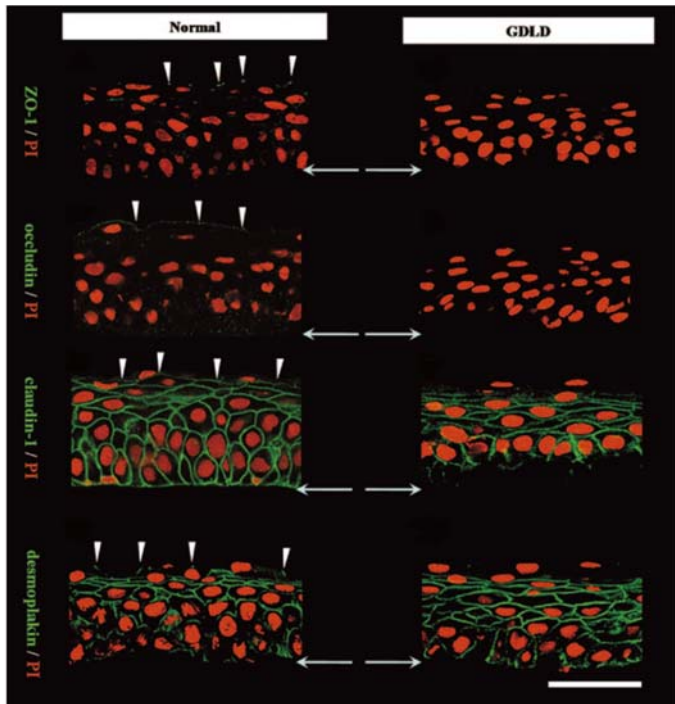 Normal
GDLD
ZO-1 / PI
occludin / PI
claudin-1 / PI
desmoplakin / PI